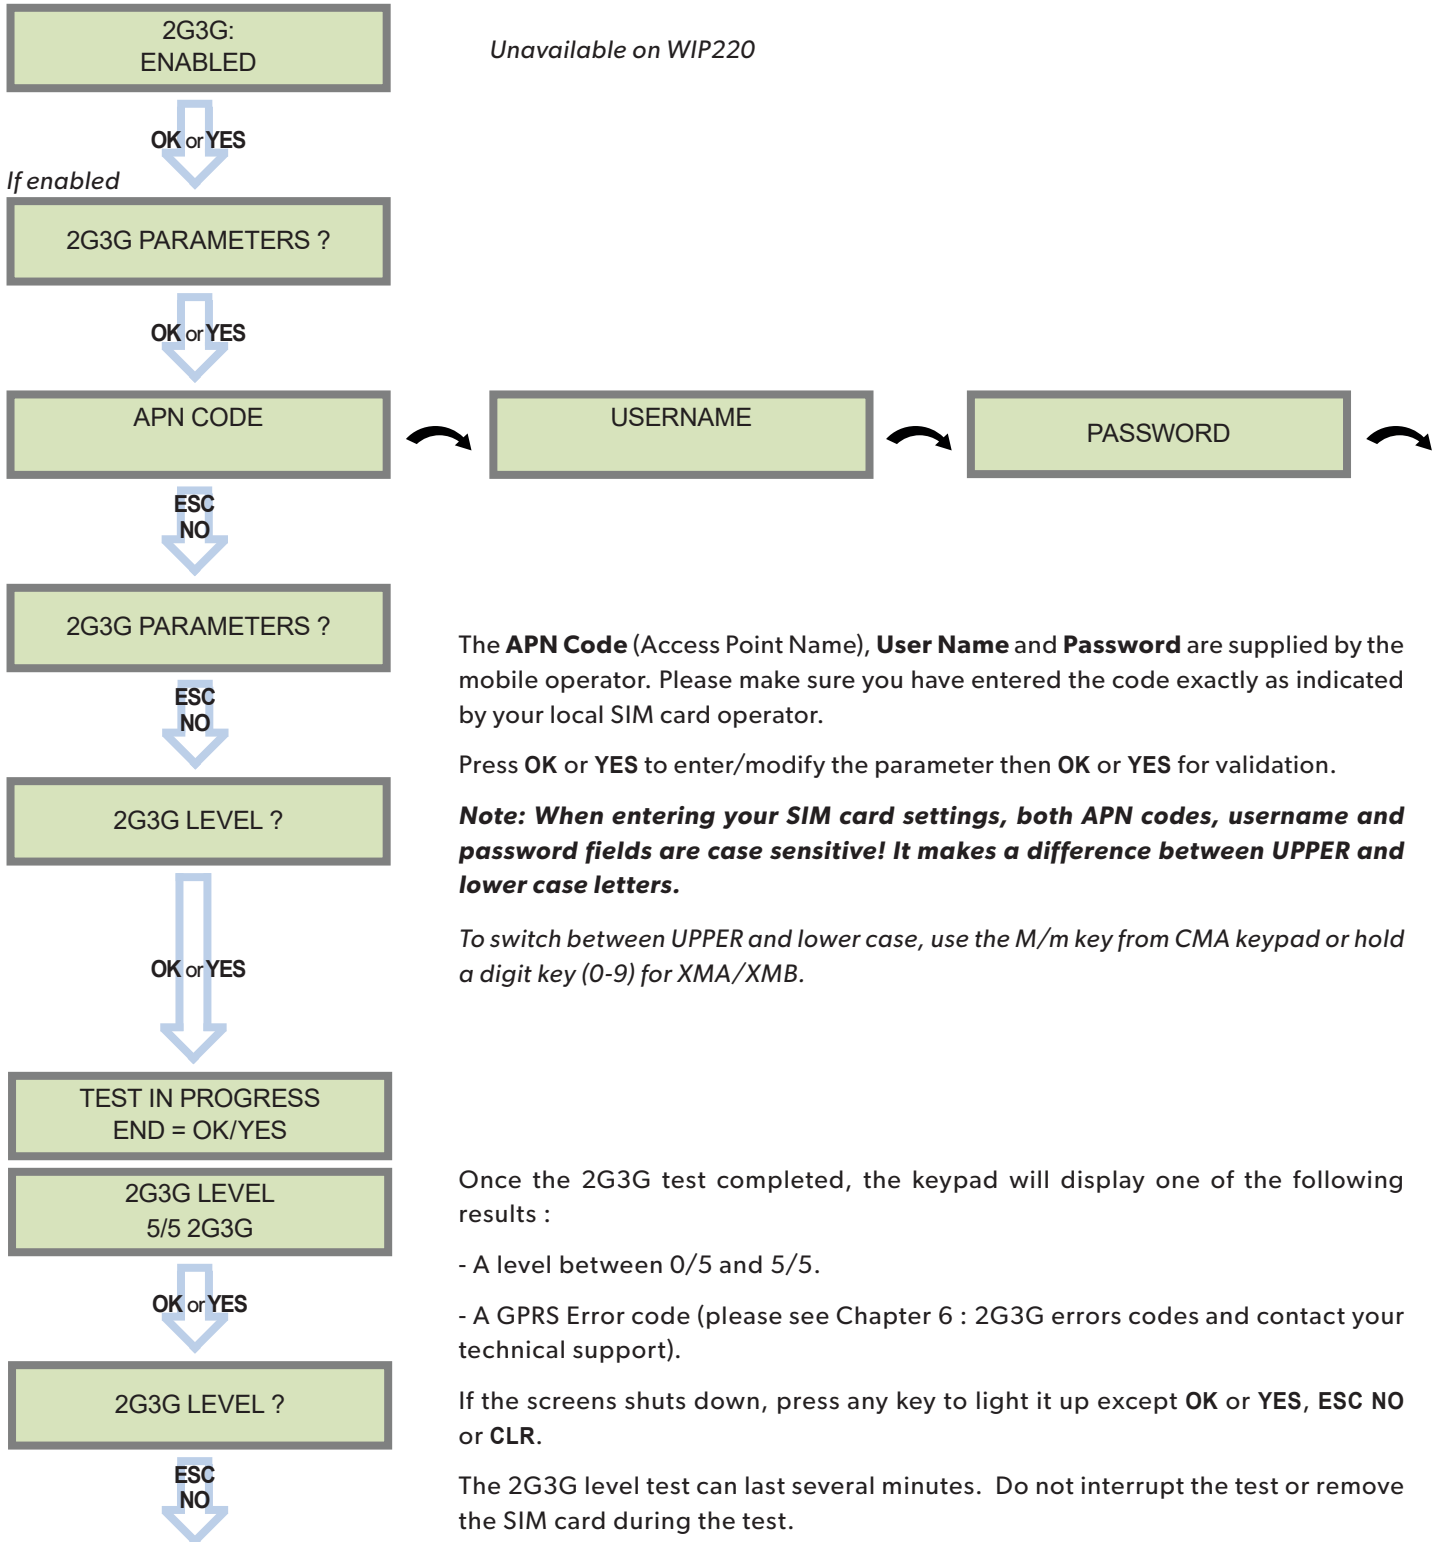 2G3G:
ENABLED
Unavailable on WIP220
OK or YES
If enabled
2G3G PARAMETERS ?
OK or YES
APN CODE
USERNAME
PASSWORD
ESC
NO
2G3G PARAMETERS ?
ESC
NO
2G3G LEVEL ?
OK or YES
The APN Code (Access Point Name), User Name and Password are supplied by the
mobile operator. Please make sure you have entered the code exactly as indicated
by your local SIM card operator.
Press OK or YES to enter/modify the parameter then OK or YES for validation.
Note: When entering your SIM card settings, both APN codes, username and
password fields are case sensitive! It makes a difference between UPPER and
lower case letters.
To switch between UPPER and lower case, use the M/m key from CMA keypad or hold
a digit key (0-9) for XMA/XMB.
TEST IN PROGRESS
END = OK/YES
2G3G LEVEL
5/5 2G3G
OK or YES
2G3G LEVEL ?
ESC
NO
Once the 2G3G test completed, the keypad will display one of the following
results :
- A level between 0/5 and 5/5.
- A GPRS Error code (please see Chapter 6 : 2G3G errors codes and contact your
technical support).
If the screens shuts down, press any key to light it up except OK or YES, ESC NO
or CLR.
The 2G3G level test can last several minutes. Do not interrupt the test or remove
the SIM card during the test.